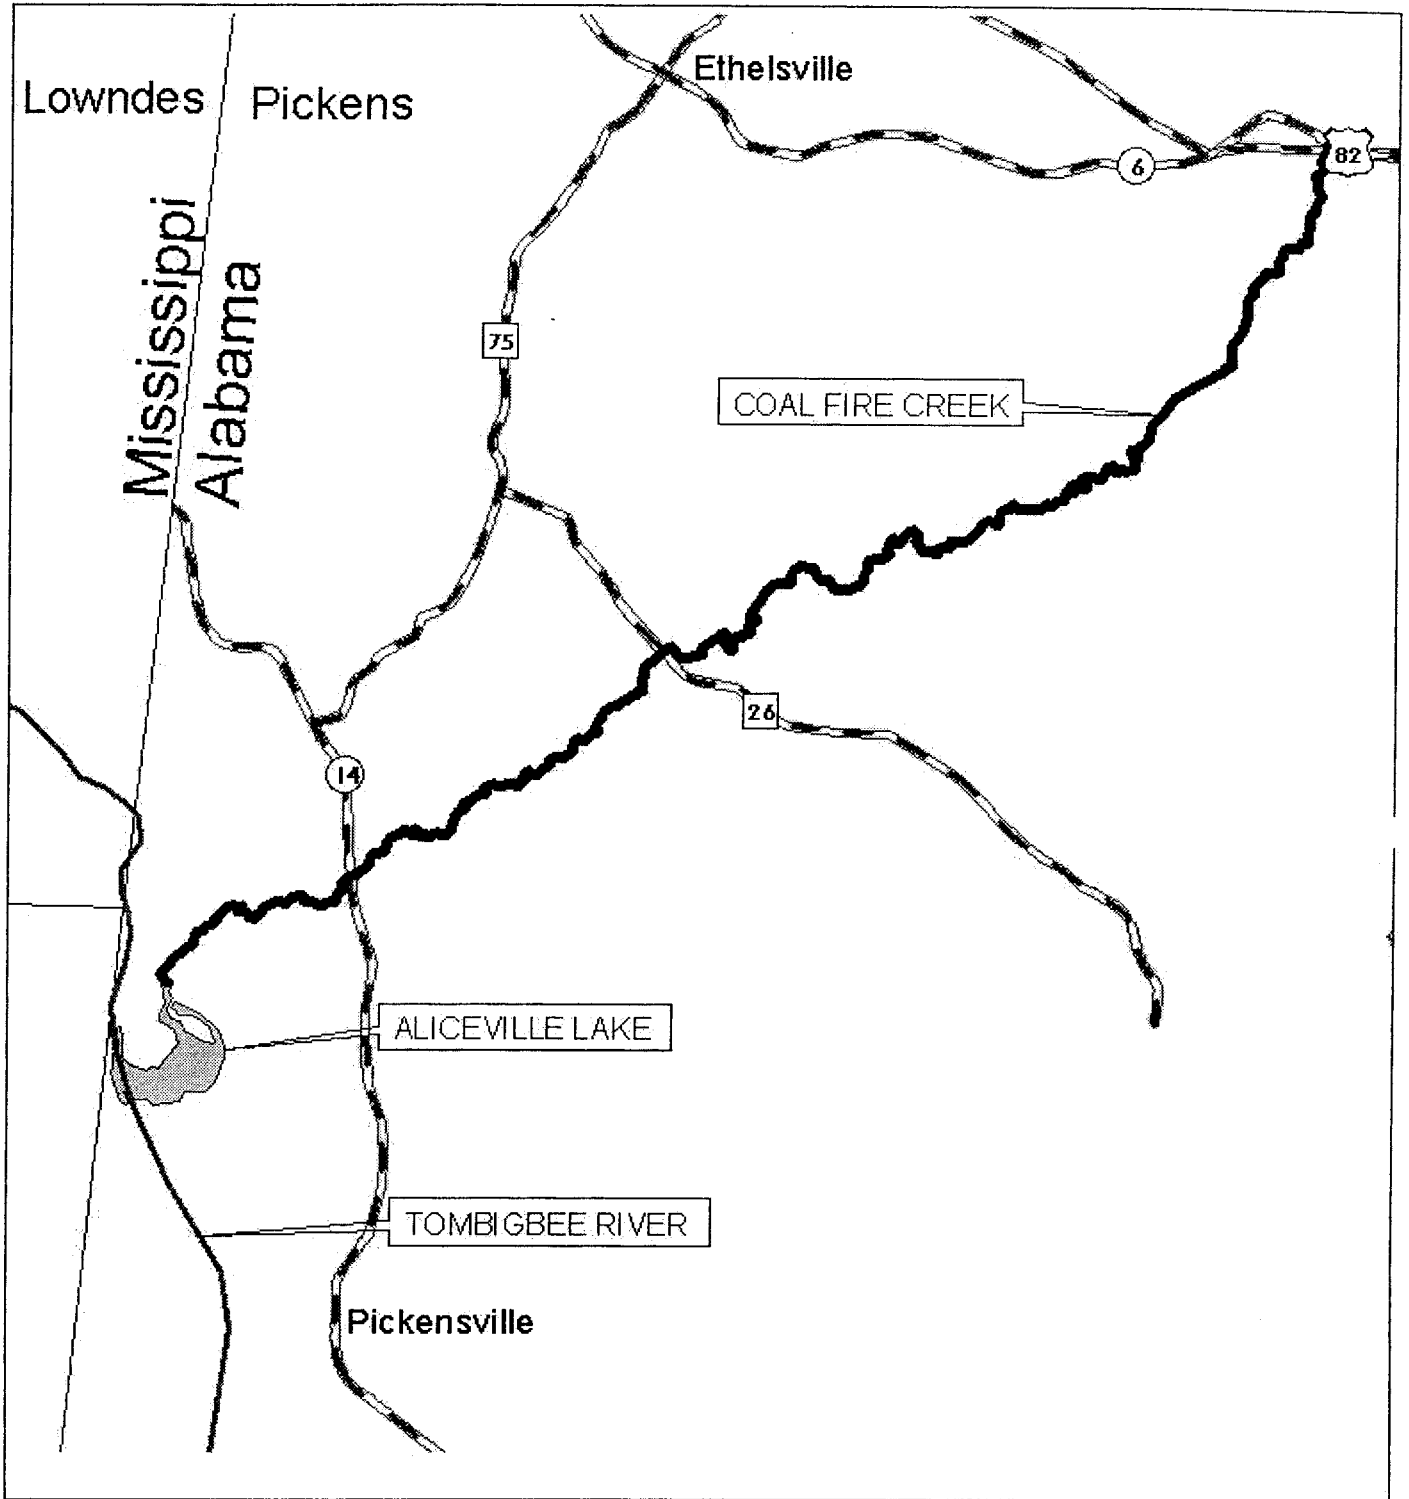 Ethelsville
Lowndes
Pickens
82
6
Mississippi
Alabama
75
COAL FIRE CREEK
26
14
ALICEVILLE LAKE
TOMBIGBEE RIVER
Pickensville